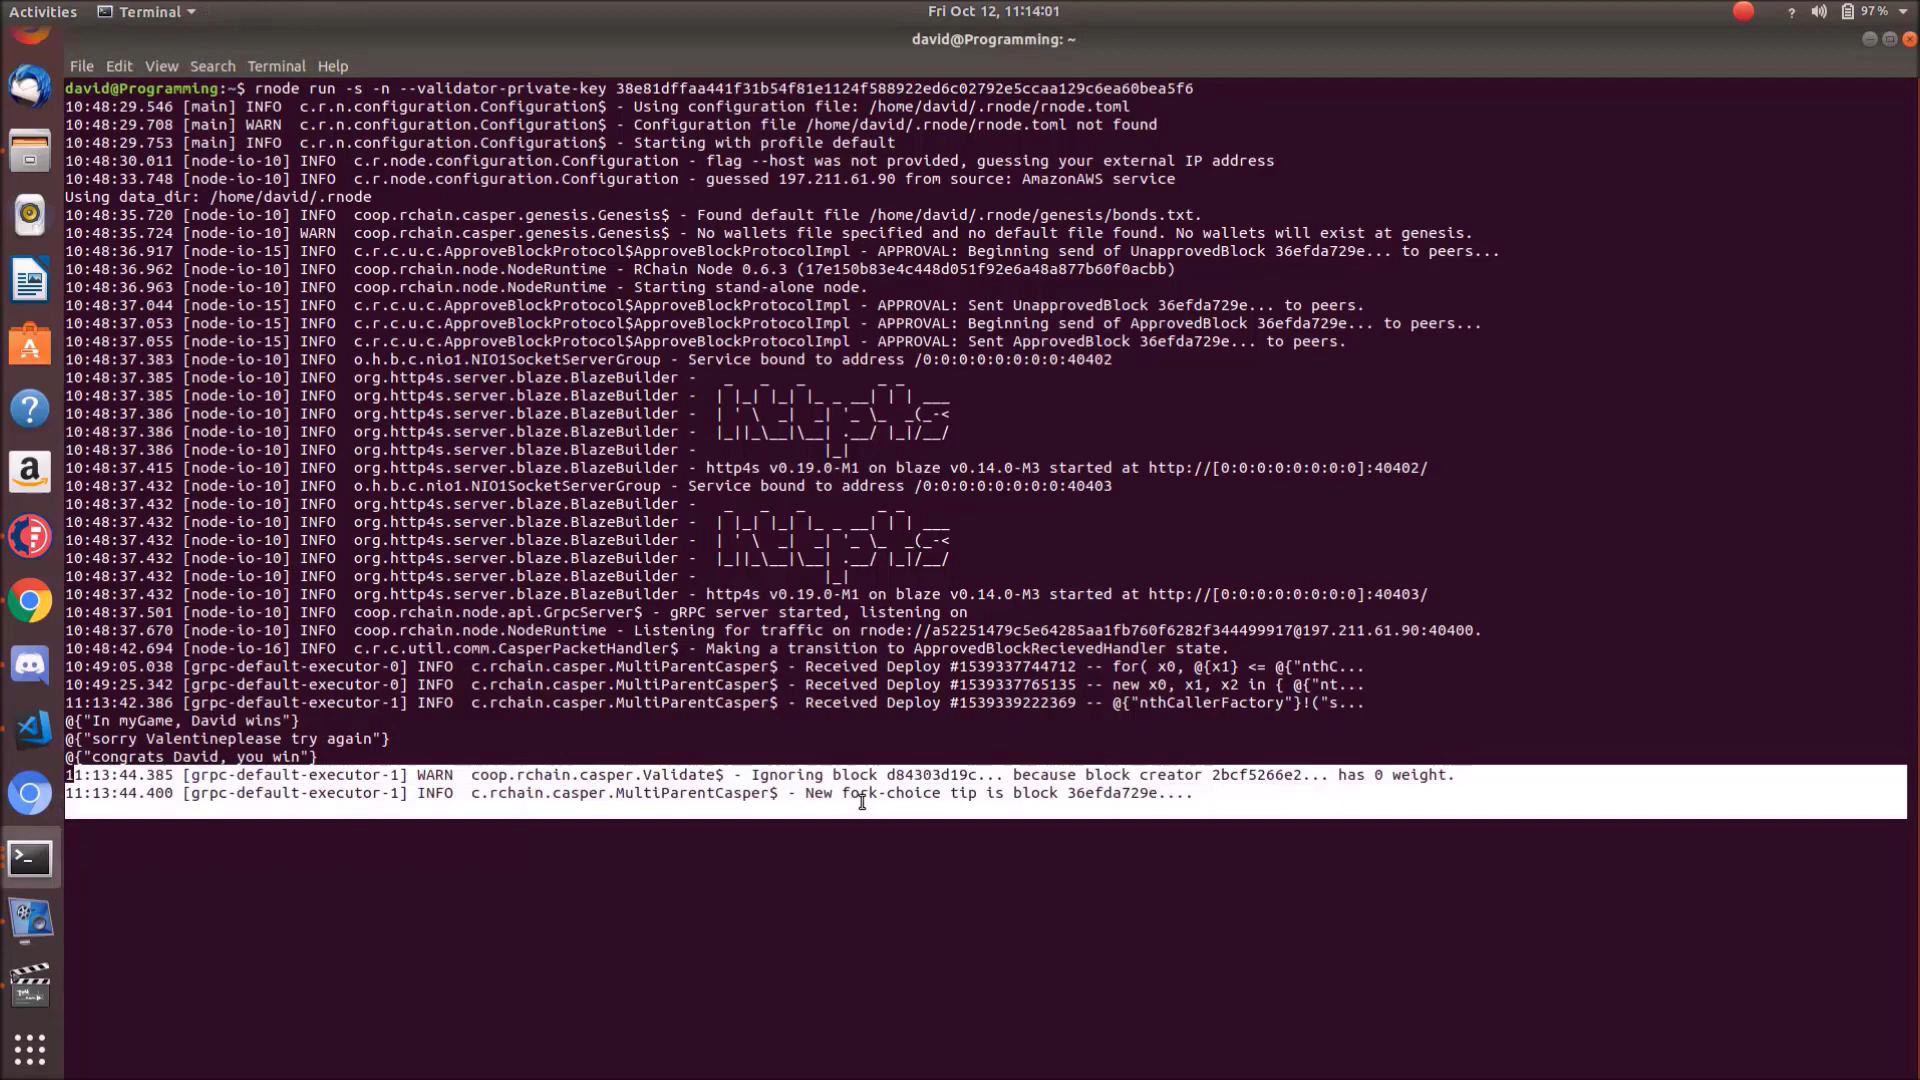 Activities Terminal Fri Oct 12, 11:14:01 ? 97 %
david@Programming: ~
File Edit View Search Terminal Help
david@Programming:~$ rnode run -s -n --validator-private-key 38e81dffaa441f31b54f81e1124f588922ed6c02792e5ccaa129c6ea60bea5f6
10:48:29.546 [main] INFO c.r.n.configuration.Configuration$ - Using configuration file: /home/david/.rnode/rnode.toml
10:48:29.708 [main] WARN c.r.n.configuration.Configuration$ - Configuration file /home/david/.rnode/rnode.toml not found
10:48:29.753 [main] INFO c.r.n.configuration.Configuration$ - Starting with profile default
10:48:30.011 [node-io-10] INFO c.r.node.configuration.Configuration - flag --host was not provided, guessing your external IP address
10:48:33.748 [node-io-10] INFO c.r.node.configuration.Configuration - guessed 197.211.61.90 from source: AmazonAWS service
Using data_dir: /home/david/.rnode
10:48:35.720 [node-io-10] INFO coop.rchain.casper.genesis.Genesis$ - Found default file /home/david/.rnode/genesis/bonds.txt.
10:48:35.724 [node-io-10] WARN coop.rchain.casper.genesis.Genesis$ - No wallets file specified and no default file found. No wallets will exist at genesis.
10:48:36.917 [node-io-15] INFO c.r.c.u.c.ApproveBlockProtocol$ApproveBlockProtocolImpl - APPROVAL: Beginning send of UnapprovedBlock 36efda729e... to peers...
10:48:36.962 [node-io-10] INFO coop.rchain.node.NodeRuntime - RChain Node 0.6.3 (17e150b83e4c448d051f92e6a48a877b60f0acbb)
10:48:36.963 [node-io-10] INFO coop.rchain.node.NodeRuntime - Starting stand-alone node.
10:48:37.044 [node-io-15] INFO c.r.c.u.c.ApproveBlockProtocol$ApproveBlockProtocolImpl - APPROVAL: Sent UnapprovedBlock 36efda729e... to peers.
10:48:37.053 [node-io-15] INFO c.r.c.u.c.ApproveBlockProtocol$ApproveBlockProtocolImpl - APPROVAL: Beginning send of ApprovedBlock 36efda729e... to peers...
10:48:37.055 [node-io-15] INFO c.r.c.u.c.ApproveBlockProtocol$ApproveBlockProtocolImpl - APPROVAL: Sent ApprovedBlock 36efda729e... to peers.
10:48:37.383 [node-io-10] INFO o.h.b.c.nio1.NIO1SocketServerGroup - Service bound to address /0:0:0:0:0:0:0:0:40402
10:48:37.385 [node-io-10] INFO org.http4s.server.blaze.BlazeBuilder - _ _ _ _ _
10:48:37.385 [node-io-10] INFO org.http4s.server.blaze.BlazeBuilder - | |_| |_| |_ _ __| | | ___
10:48:37.386 [node-io-10] INFO org.http4s.server.blaze.BlazeBuilder - | ' \  _|  _| '_ \_  _(_-<
10:48:37.386 [node-io-10] INFO org.http4s.server.blaze.BlazeBuilder - |_||_\__|\__| .__/ |_|/__/
10:48:37.386 [node-io-10] INFO org.http4s.server.blaze.BlazeBuilder - |_|
10:48:37.415 [node-io-10] INFO org.http4s.server.blaze.BlazeBuilder - http4s v0.19.0-M1 on blaze v0.14.0-M3 started at http://[0:0:0:0:0:0:0:0]:40402/
10:48:37.432 [node-io-10] INFO o.h.b.c.nio1.NIO1SocketServerGroup - Service bound to address /0:0:0:0:0:0:0:0:40403
10:48:37.432 [node-io-10] INFO org.http4s.server.blaze.BlazeBuilder - _ _ _ _ _
10:48:37.432 [node-io-10] INFO org.http4s.server.blaze.BlazeBuilder - | |_| |_| |_ _ __| | | ___
10:48:37.432 [node-io-10] INFO org.http4s.server.blaze.BlazeBuilder - | ' \  _|  _| '_ \_  _(_-<
10:48:37.432 [node-io-10] INFO org.http4s.server.blaze.BlazeBuilder - |_||_\__|\__| .__/ |_|/__/
10:48:37.432 [node-io-10] INFO org.http4s.server.blaze.BlazeBuilder - |_|
10:48:37.432 [node-io-10] INFO org.http4s.server.blaze.BlazeBuilder - http4s v0.19.0-M1 on blaze v0.14.0-M3 started at http://[0:0:0:0:0:0:0:0]:40403/
10:48:37.501 [node-io-10] INFO coop.rchain.node.api.GrpcServer$ - gRPC server started, listening on
10:48:37.670 [node-io-10] INFO coop.rchain.node.NodeRuntime - Listening for traffic on rnode://a52251479c5e64285aa1fb760f6282f344499917@197.211.61.90:40400.
10:48:42.694 [node-io-16] INFO c.r.c.util.comm.CasperPacketHandler$ - Making a transition to ApprovedBlockRecievedHandler state.
10:49:05.038 [grpc-default-executor-0] INFO c.rchain.casper.MultiParentCasper$ - Received Deploy #1539337744712 -- for( x0, @{x1} <= @{"nthC...
10:49:25.342 [grpc-default-executor-0] INFO c.rchain.casper.MultiParentCasper$ - Received Deploy #1539337765135 -- new x0, x1, x2 in { @{"nt...
11:13:42.386 [grpc-default-executor-1] INFO c.rchain.casper.MultiParentCasper$ - Received Deploy #1539339222369 -- @{"nthCallerFactory"}!("s...
@{"In myGame, David wins"}
@{"sorry Valentineplease try again"}
@{"congrats David, you win"}
11:13:44.385 [grpc-default-executor-1] WARN coop.rchain.casper.Validate$ - Ignoring block d84303d19c... because block creator 2bcf5266e2... has 0 weight.
11:13:44.400 [grpc-default-executor-1] INFO c.rchain.casper.MultiParentCasper$ - New fork-choice tip is block 36efda729e....